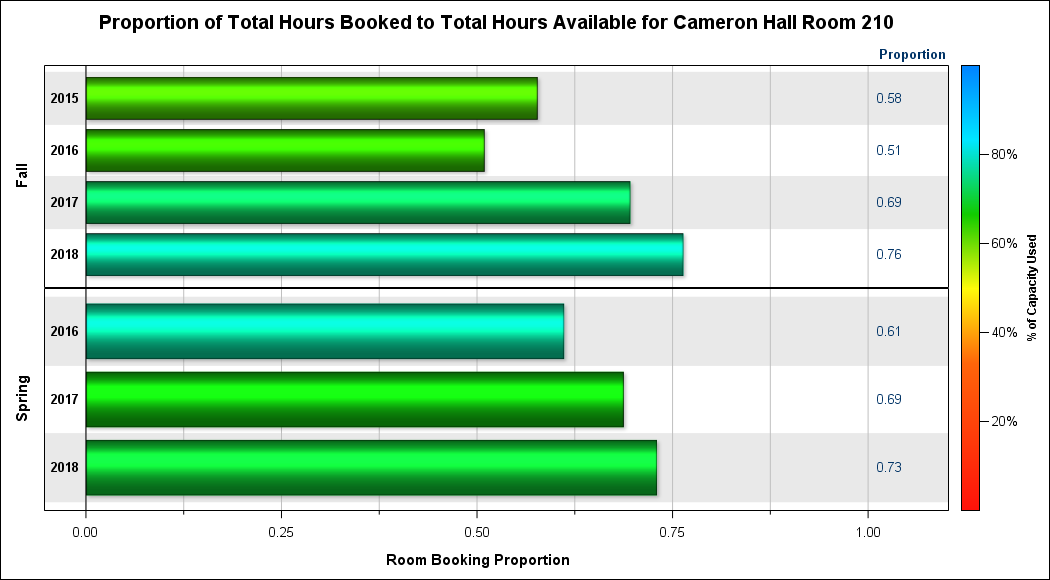 Proportion of Total Hours Booked to Total Hours Available for Cameron Hall Room 210
Proportion
Fall
2015 0.58
2016 0.51
2017 0.69
2018 0.76
Spring
2016 0.61
2017 0.69
2018 0.73
0.00 0.25 0.50 0.75 1.00
Room Booking Proportion
80%
60%
40%
20%
% of Capacity Used